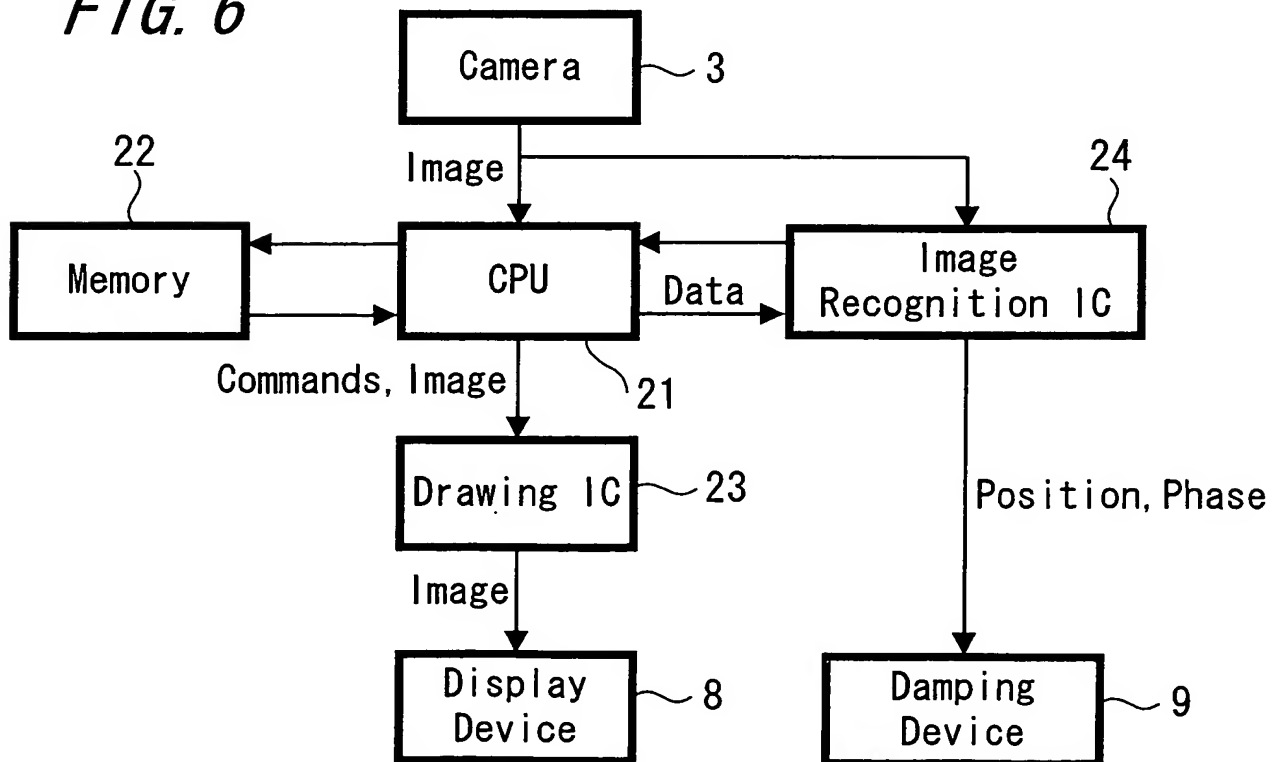 FIG. 6
Camera
3
Image
22
24
Memory
CPU
Data
Image
Recognition IC
Commands, Image
21
Drawing IC
23
Position, Phase
Image
Display
Device
8
Damping
Device
9